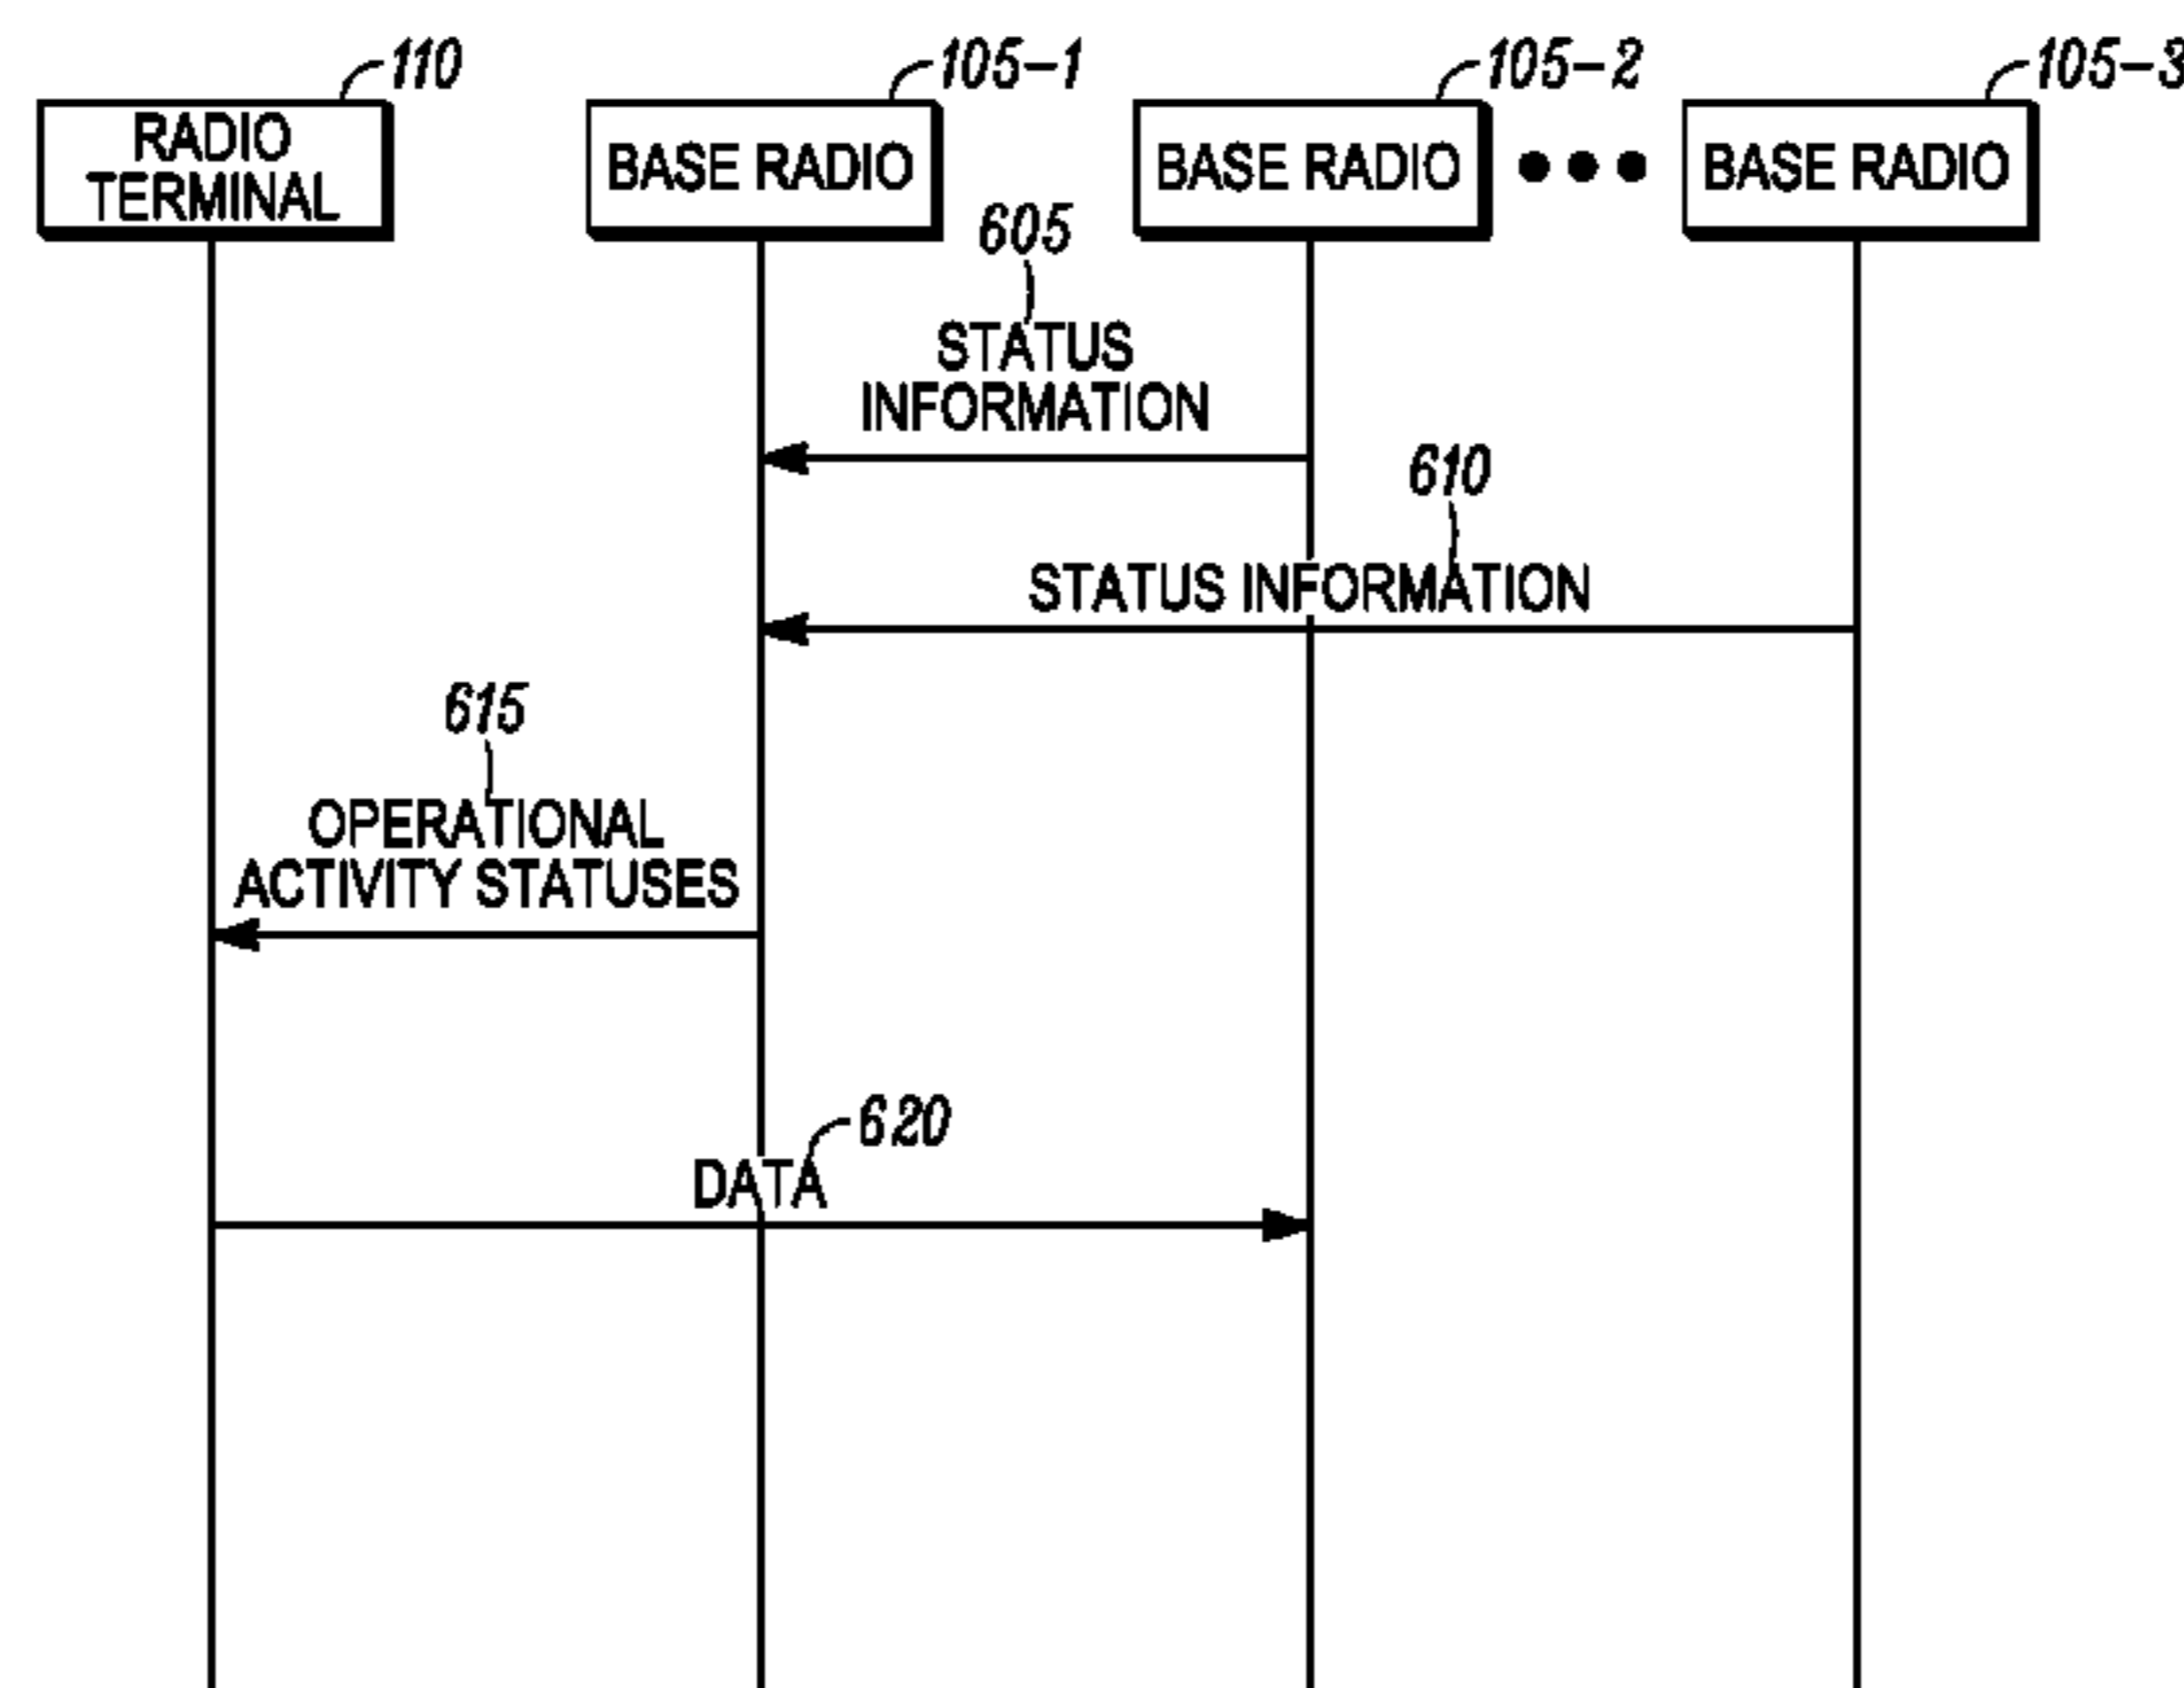 110
105-1
105-2
105-3
RADIO
TERMINAL
BASE RADIO
BASE RADIO
BASE RADIO
605
STATUS
INFORMATION
610
STATUS INFORMATION
615
OPERATIONAL
ACTIVITY STATUSES
620
DATA